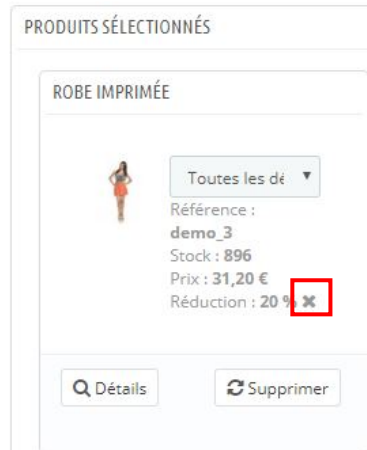 PRODUITS SÉLECTIONNÉS
ROBE IMPRIMÉE
Toutes les dé
Référence :
demo_3
Stock : 896
Prix : 31,20 €
Réduction : 20 %
Détails
Supprimer